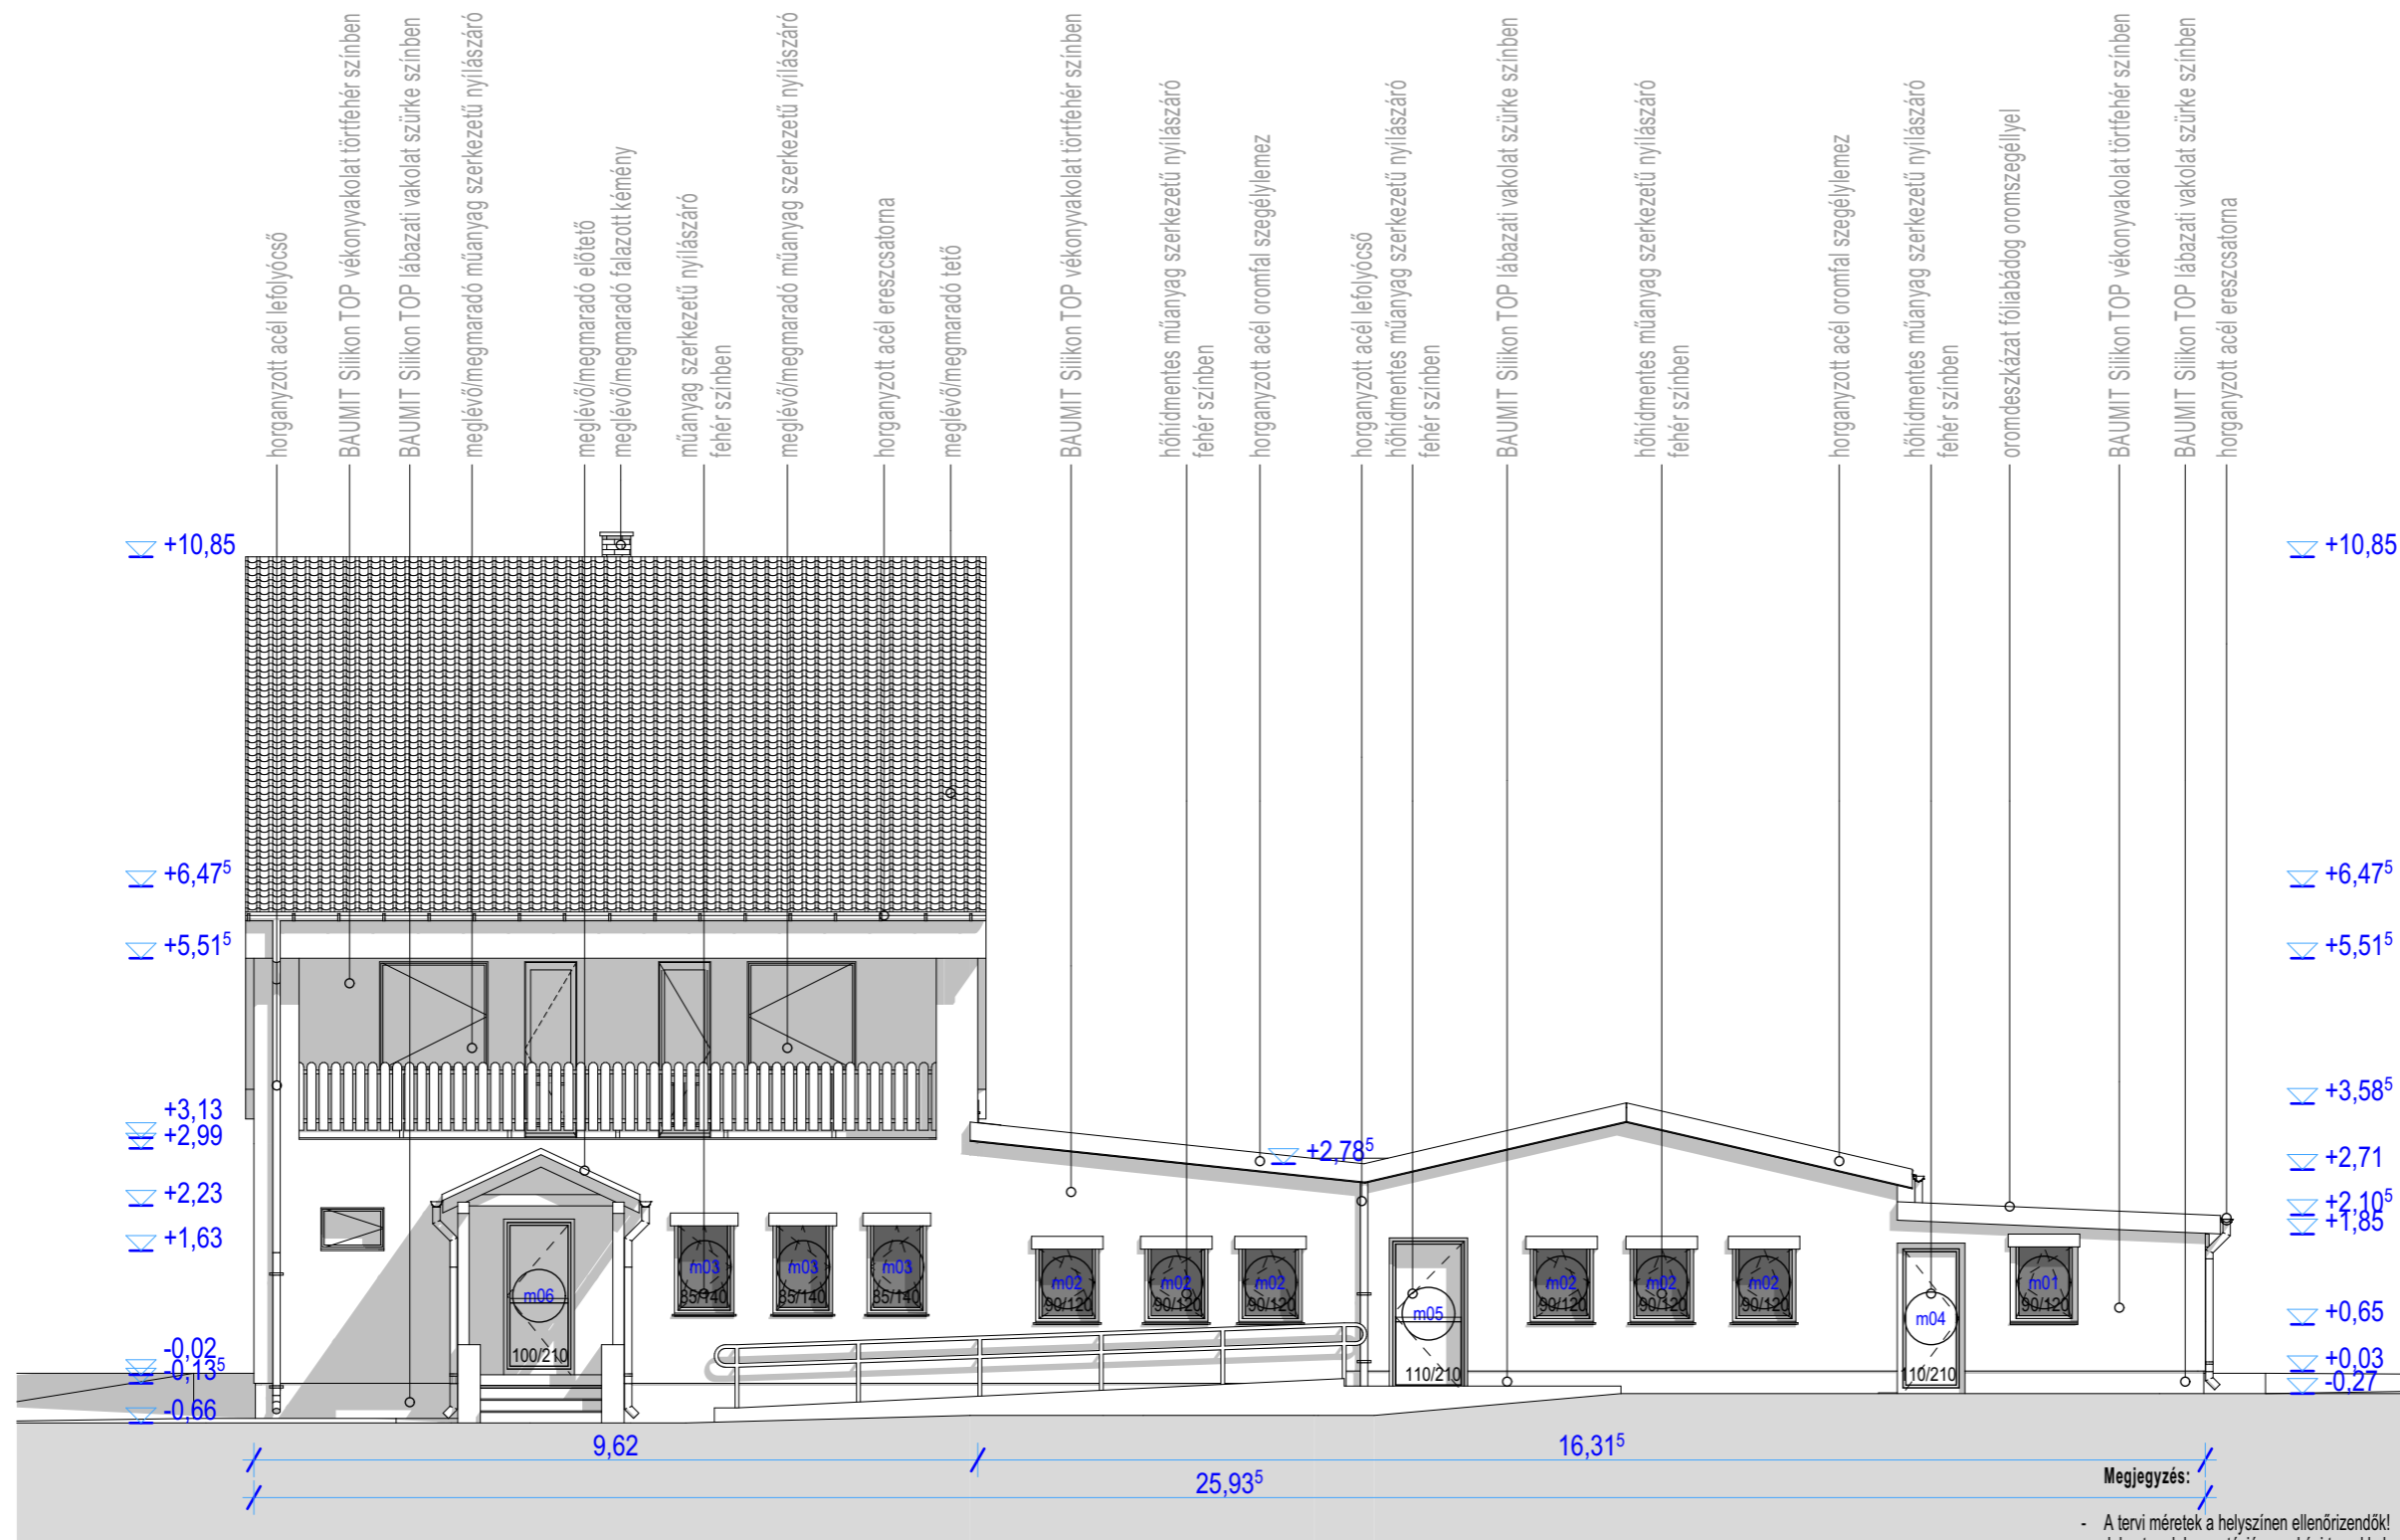 horganyzott acél lefolyócső
BAUMIT Silikon TOP vékonyvakolat törtfehér színben
BAUMIT Silikon TOP lábazati vakolat szürke színben
meglévő/megmaradó műanyag szerkezetű nyílászáró
meglévő/megmaradó előtető
meglévő/megmaradó falazott kémény
műanyag szerkezetű nyílászáró
fehér színben
meglévő/megmaradó műanyag szerkezetű nyílászáró
horganyzott acél ereszcsatorna
meglévő/megmaradó tető
BAUMIT Silikon TOP vékonyvakolat törtfehér színben
hőhídmentes műanyag szerkezetű nyílászáró
fehér színben
horganyzott acél oromfal szegélylemez
horganyzott acél lefolyócső
hőhídmentes műanyag szerkezetű nyílászáró
fehér színben
BAUMIT Silikon TOP lábazati vakolat szürke színben
hőhídmentes műanyag szerkezetű nyílászáró
fehér színben
horganyzott acél oromfal szegélylemez
hőhídmentes műanyag szerkezetű nyílászáró
fehér színben
oromdeszkázat fóliabádog oromszegéllyel
BAUMIT Silikon TOP vékonyvakolat törtfehér színben
BAUMIT Silikon TOP lábazati vakolat szürke színben
horganyzott acél ereszcsatorna
+10,85
+10,85
+6,47⁵
+6,47⁵
+5,51⁵
+5,51⁵
+3,58⁵
+3,13
+2,99
+2,78⁵
+2,71
+2,23
+2,10⁵
+1,85
+1,63
m03
85/140
m03
85/140
m03
85/140
m02
90/120
m02
90/120
m02
90/120
m02
90/120
m02
90/120
m02
90/120
m01
90/120
m06
100/210
m05
110/210
m04
110/210
+0,65
-0,02
-0,13⁵
-0,66
+0,03
-0,27
9,62
16,31⁵
25,93⁵
Megjegyzés:
- A tervi méretek a helyszínen ellenőrizendők!